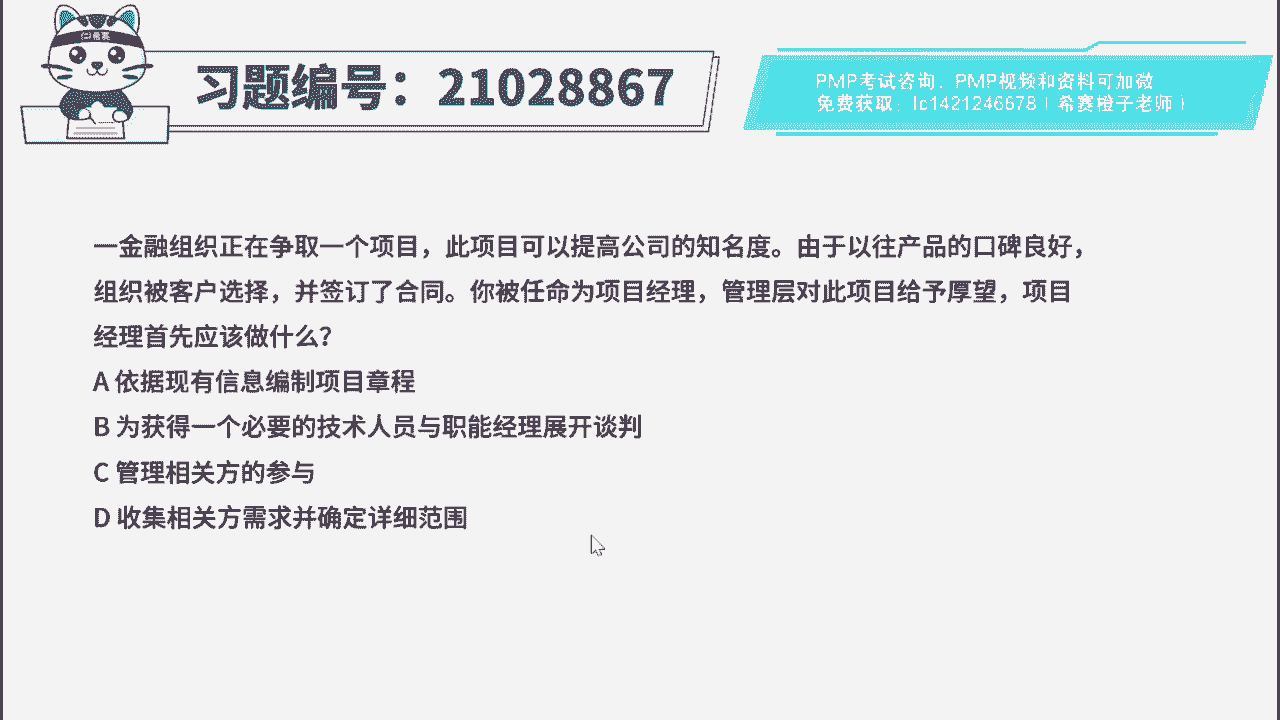 习题编号：21028867
PMP考试咨询、PMP视频和资料可加微
免费获取：lc1421246678（希赛橙子老师）
一金融组织正在争取一个项目，此项目可以提高公司的知名度。由于以往产品的口碑良好，
组织被客户选择，并签订了合同。你被任命为项目经理，管理层对此项目给予厚望，项目
经理首先应该做什么？
A 依据现有信息编制项目章程
B 为获得一个必要的技术人员与职能经理展开谈判
C 管理相关方的参与
D 收集相关方需求并确定详细范围